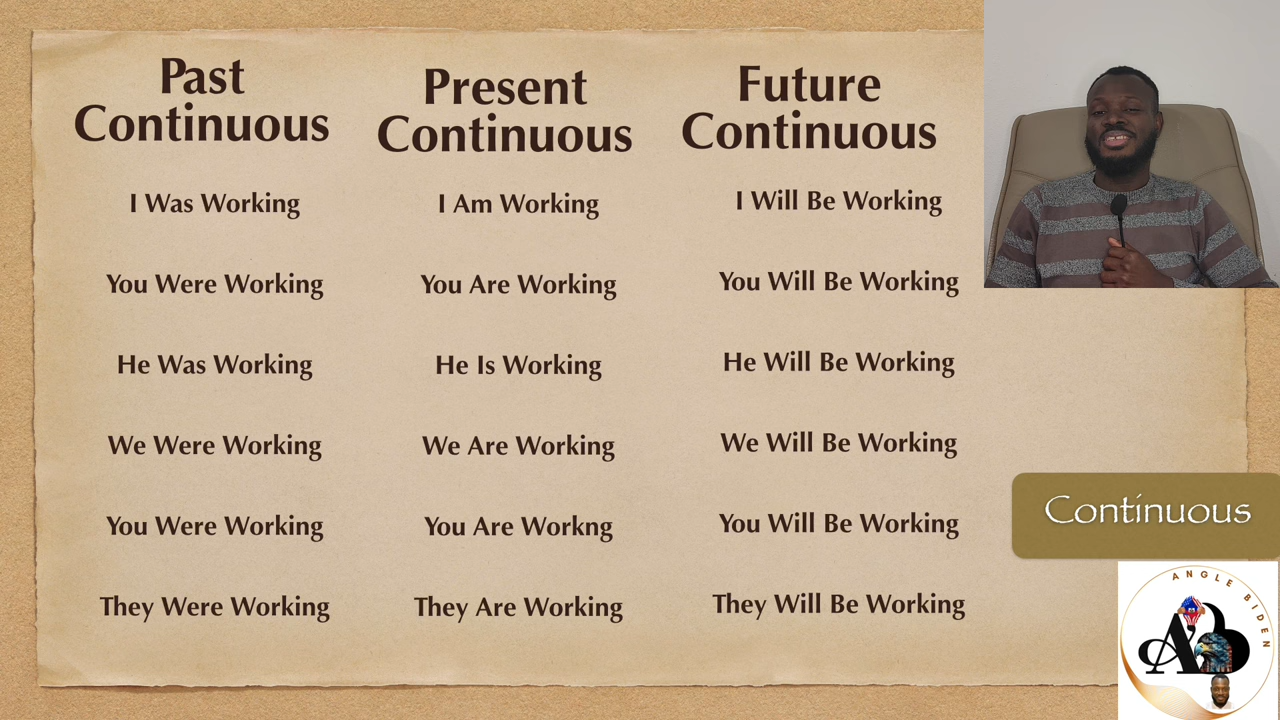 Past
Continuous
Present
Continuous
Future
Continuous
I Was Working
I Am Working
I Will Be Working
You Were Working
You Are Working
You Will Be Working
He Was Working
He Is Working
He Will Be Working
We Were Working
We Are Working
We Will Be Working
You Were Working
You Are Workng
You Will Be Working
They Were Working
They Are Working
They Will Be Working
Continuous
ANGLE BIDEN
Ab